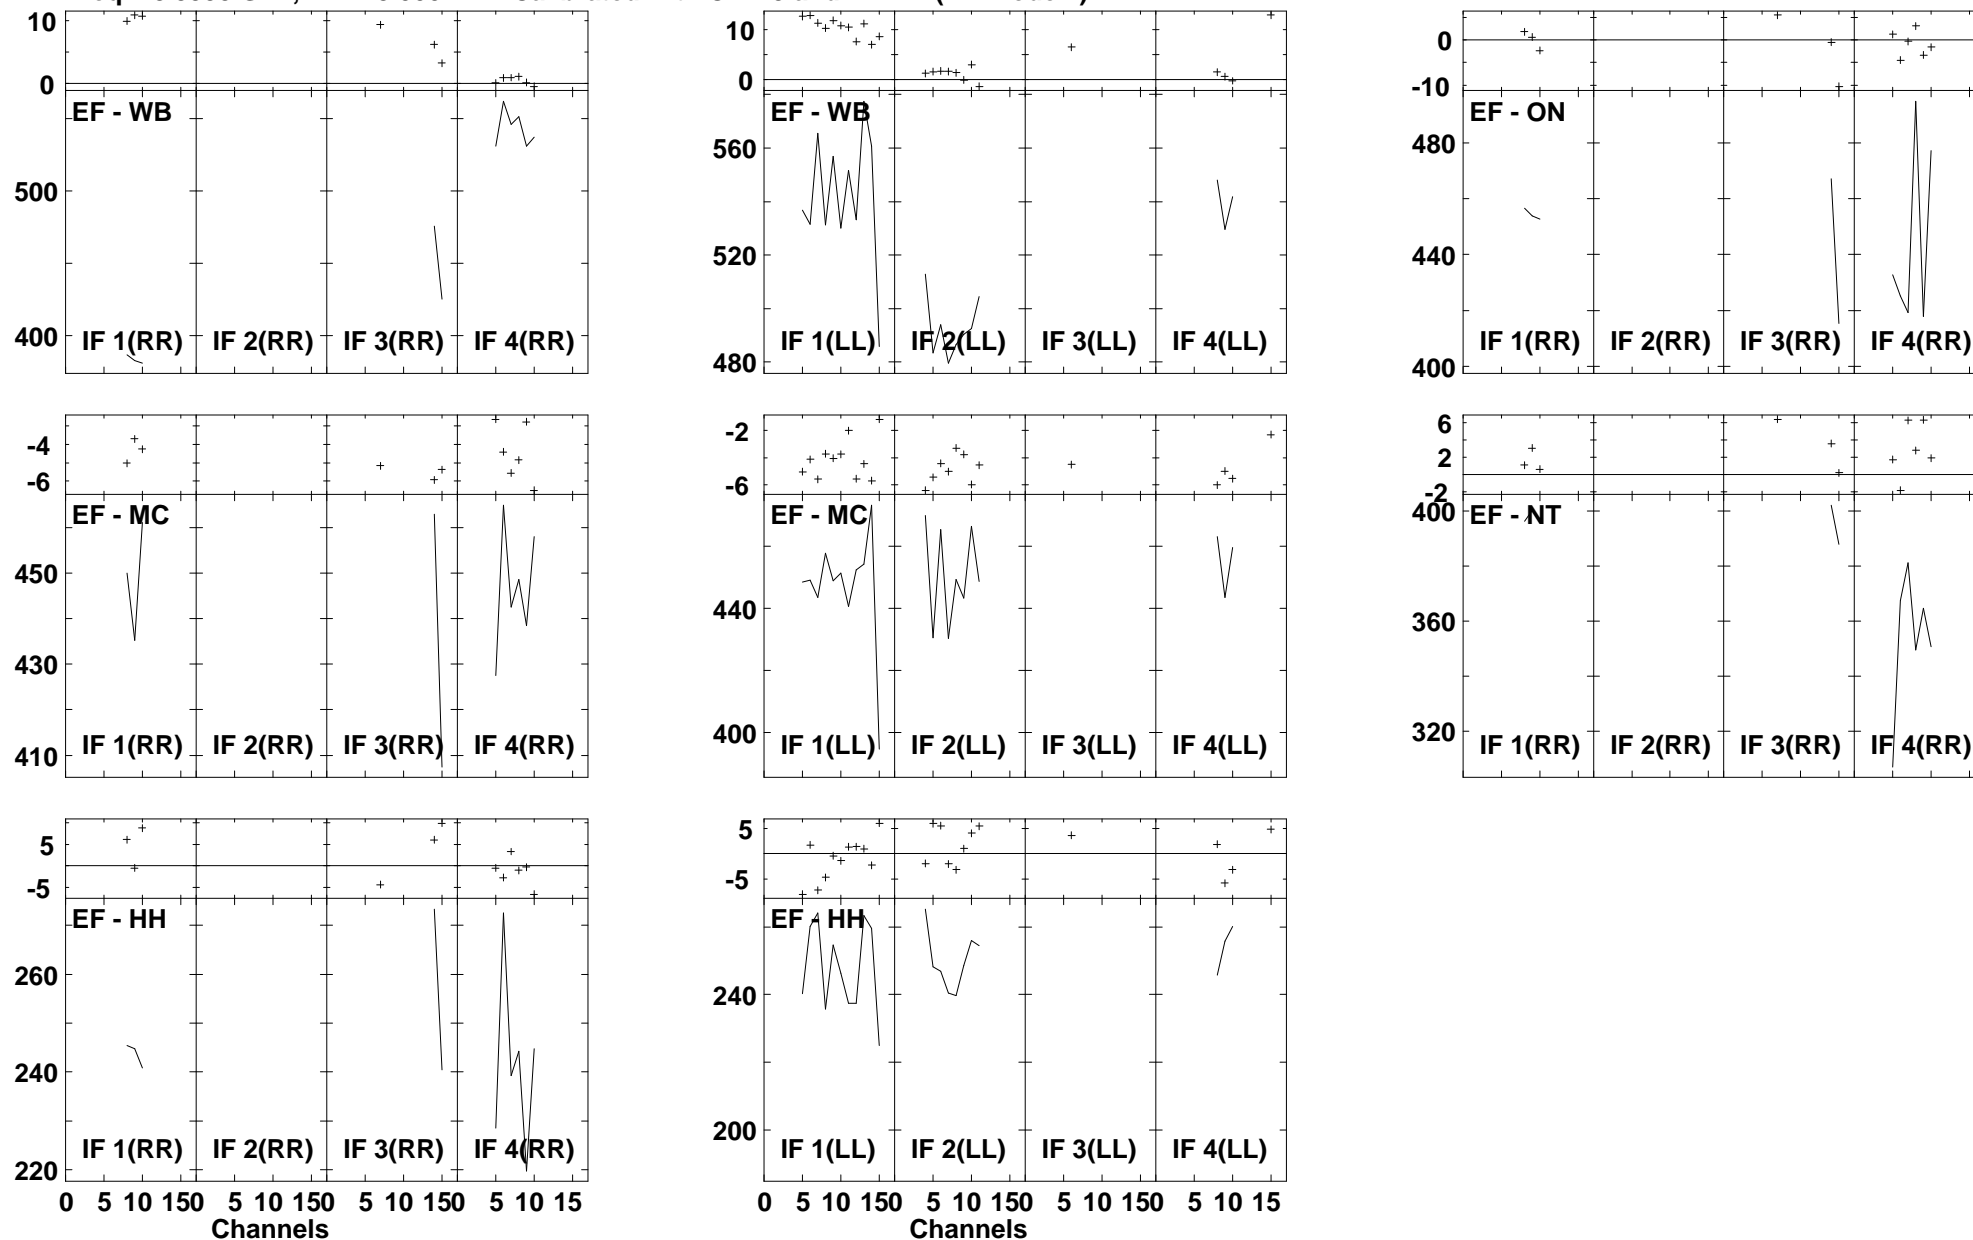 10
0
EF - WB
500
400
IF 1(RR) IF 2(RR) IF 3(RR) IF 4(RR)
10
0
EF - WB
560
520
480
IF 1(LL) IF 2(LL) IF 3(LL) IF 4(LL)
0
-10
EF - ON
480
440
400
IF 1(RR) IF 2(RR) IF 3(RR) IF 4(RR)
-4
-6
EF - MC
450
430
410
IF 1(RR) IF 2(RR) IF 3(RR) IF 4(RR)
-2
-6
EF - MC
440
400
IF 1(LL) IF 2(LL) IF 3(LL) IF 4(LL)
6
2
-2
EF - NT
400
360
320
IF 1(RR) IF 2(RR) IF 3(RR) IF 4(RR)
5
-5
EF - HH
260
240
220
IF 1(RR) IF 2(RR) IF 3(RR) IF 4(RR)
0 5 10 150 5 10 150 5 10 150 5 10 15
Channels
5
-5
EF - HH
240
200
IF 1(LL) IF 2(LL) IF 3(LL) IF 4(LL)
0 5 10 150 5 10 150 5 10 150 5 10 15
Channels